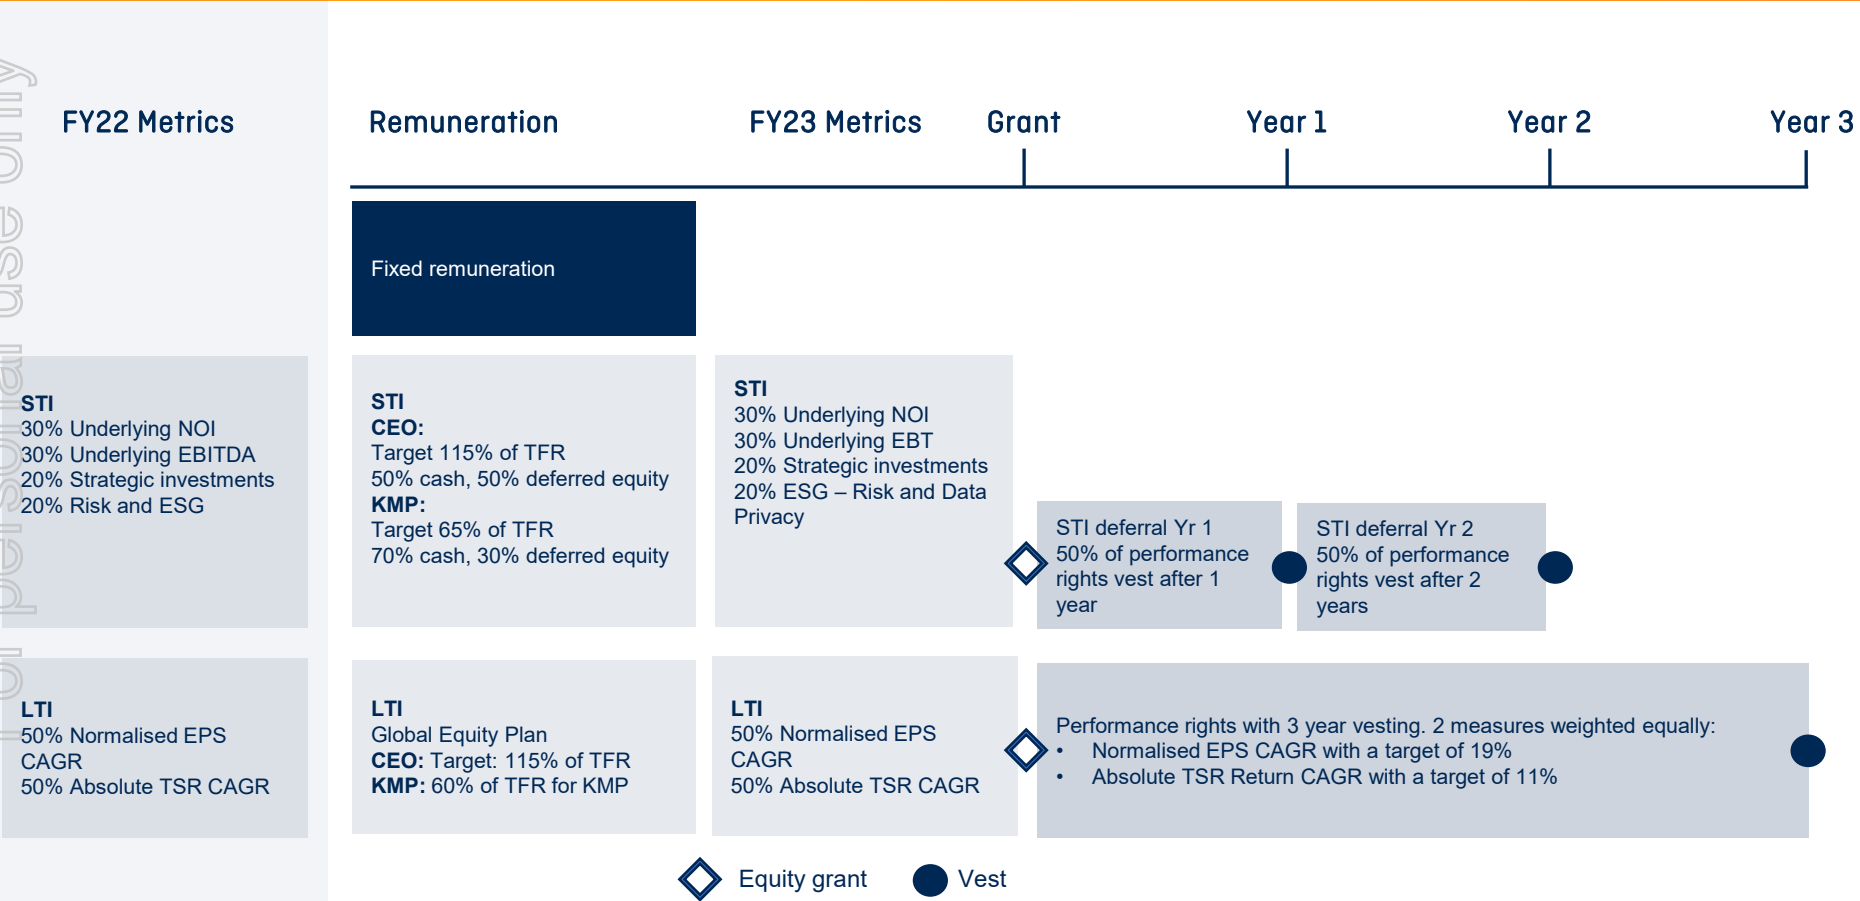 For personal use only
FY22 Metrics
Remuneration
FY23 Metrics
Grant
Year 1
Year 2
Year 3
Fixed remuneration
STI
30% Underlying NOI
30% Underlying EBITDA
20% Strategic investments
20% Risk and ESG
STI
CEO:
Target 115% of TFR
50% cash, 50% deferred equity
KMP:
Target 65% of TFR
70% cash, 30% deferred equity
STI
30% Underlying NOI
30% Underlying EBT
20% Strategic investments
20% ESG – Risk and Data
Privacy
STI deferral Yr 1
50% of performance
rights vest after 1
year
STI deferral Yr 2
50% of performance
rights vest after 2
years
LTI
50% Normalised EPS
CAGR
50% Absolute TSR CAGR
LTI
Global Equity Plan
CEO: Target: 115% of TFR
KMP: 60% of TFR for KMP
LTI
50% Normalised EPS
CAGR
50% Absolute TSR CAGR
Performance rights with 3 year vesting. 2 measures weighted equally:
• Normalised EPS CAGR with a target of 19%
• Absolute TSR Return CAGR with a target of 11%
Equity grant
Vest